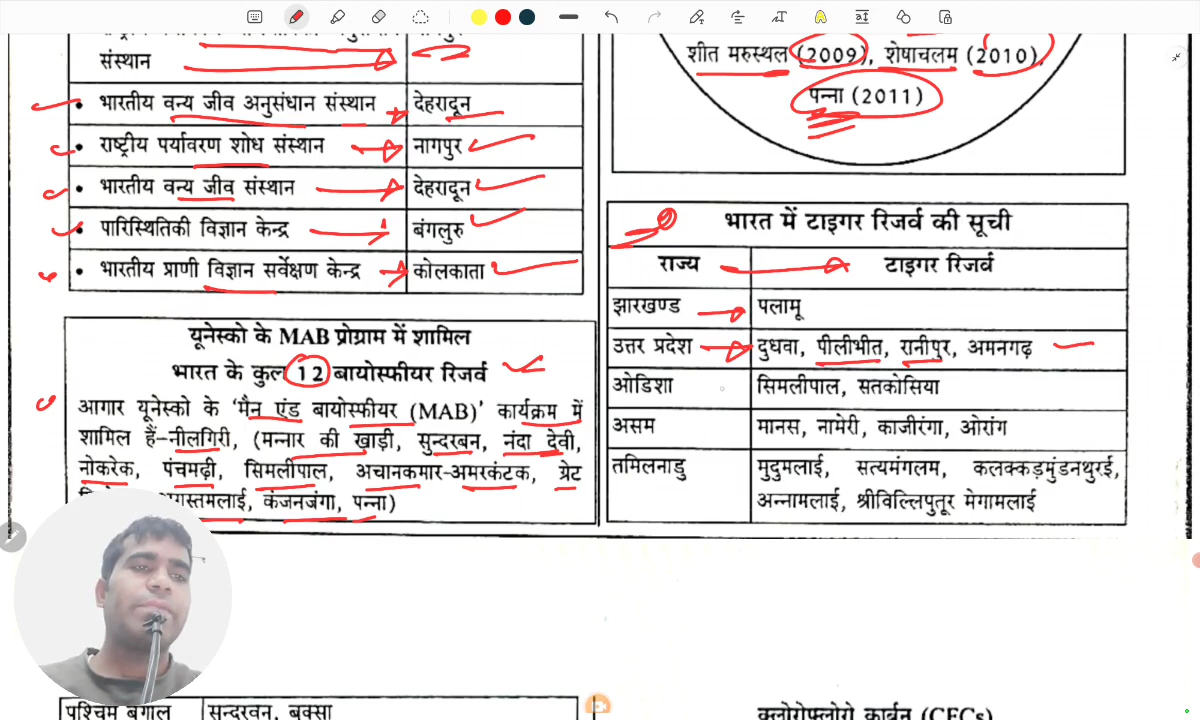 संस्थान
• भारतीय वन्य जीव अनुसंधान संस्थान देहरादून
• राष्ट्रीय पर्यावरण शोध संस्थान नागपुर
• भारतीय वन्य जीव संस्थान देहरादून
• पारिस्थितिकी विज्ञान केन्द्र बंगलुरु
• भारतीय प्राणी विज्ञान सर्वेक्षण केन्द्र कोलकाता
यूनेस्को के MAB प्रोग्राम में शामिल
भारत के कुल 12 बायोस्फीयर रिजर्व
आगार यूनेस्को के 'मैन एंड बायोस्फीयर (MAB)' कार्यक्रम में
शामिल हैं–नीलगिरी, (मन्नार की खाड़ी, सुन्दरबन, नंदा देवी,
नोकरेक, पंचमढ़ी, सिमलीपाल, अचानकमार-अमरकंटक, ग्रेट
कंजनजंगा, पन्ना)
शीत मरुस्थल (2009), शेषाचलम (2010),
पन्ना (2011)
भारत में टाइगर रिजर्व की सूची
राज्य टाइगर रिजर्व
झारखण्ड पलामू
उत्तर प्रदेश दुधवा, पीलीभीत, रानीपुर, अमनगढ़
ओडिशा सिमलीपाल, सतकोसिया
असम मानस, नामेरी, काजीरंगा, ओरांग
तमिलनाडु मुदुमलाई, सत्यमंगलम, कलक्कड़मुंडनथुरई,
अन्नामलाई, श्रीविल्लिपुतूर मेगामलाई
पश्चिम बंगाल सुन्दरवन, बक्सा
क्लोरोफ्लोरो कार्बन (CFCs)